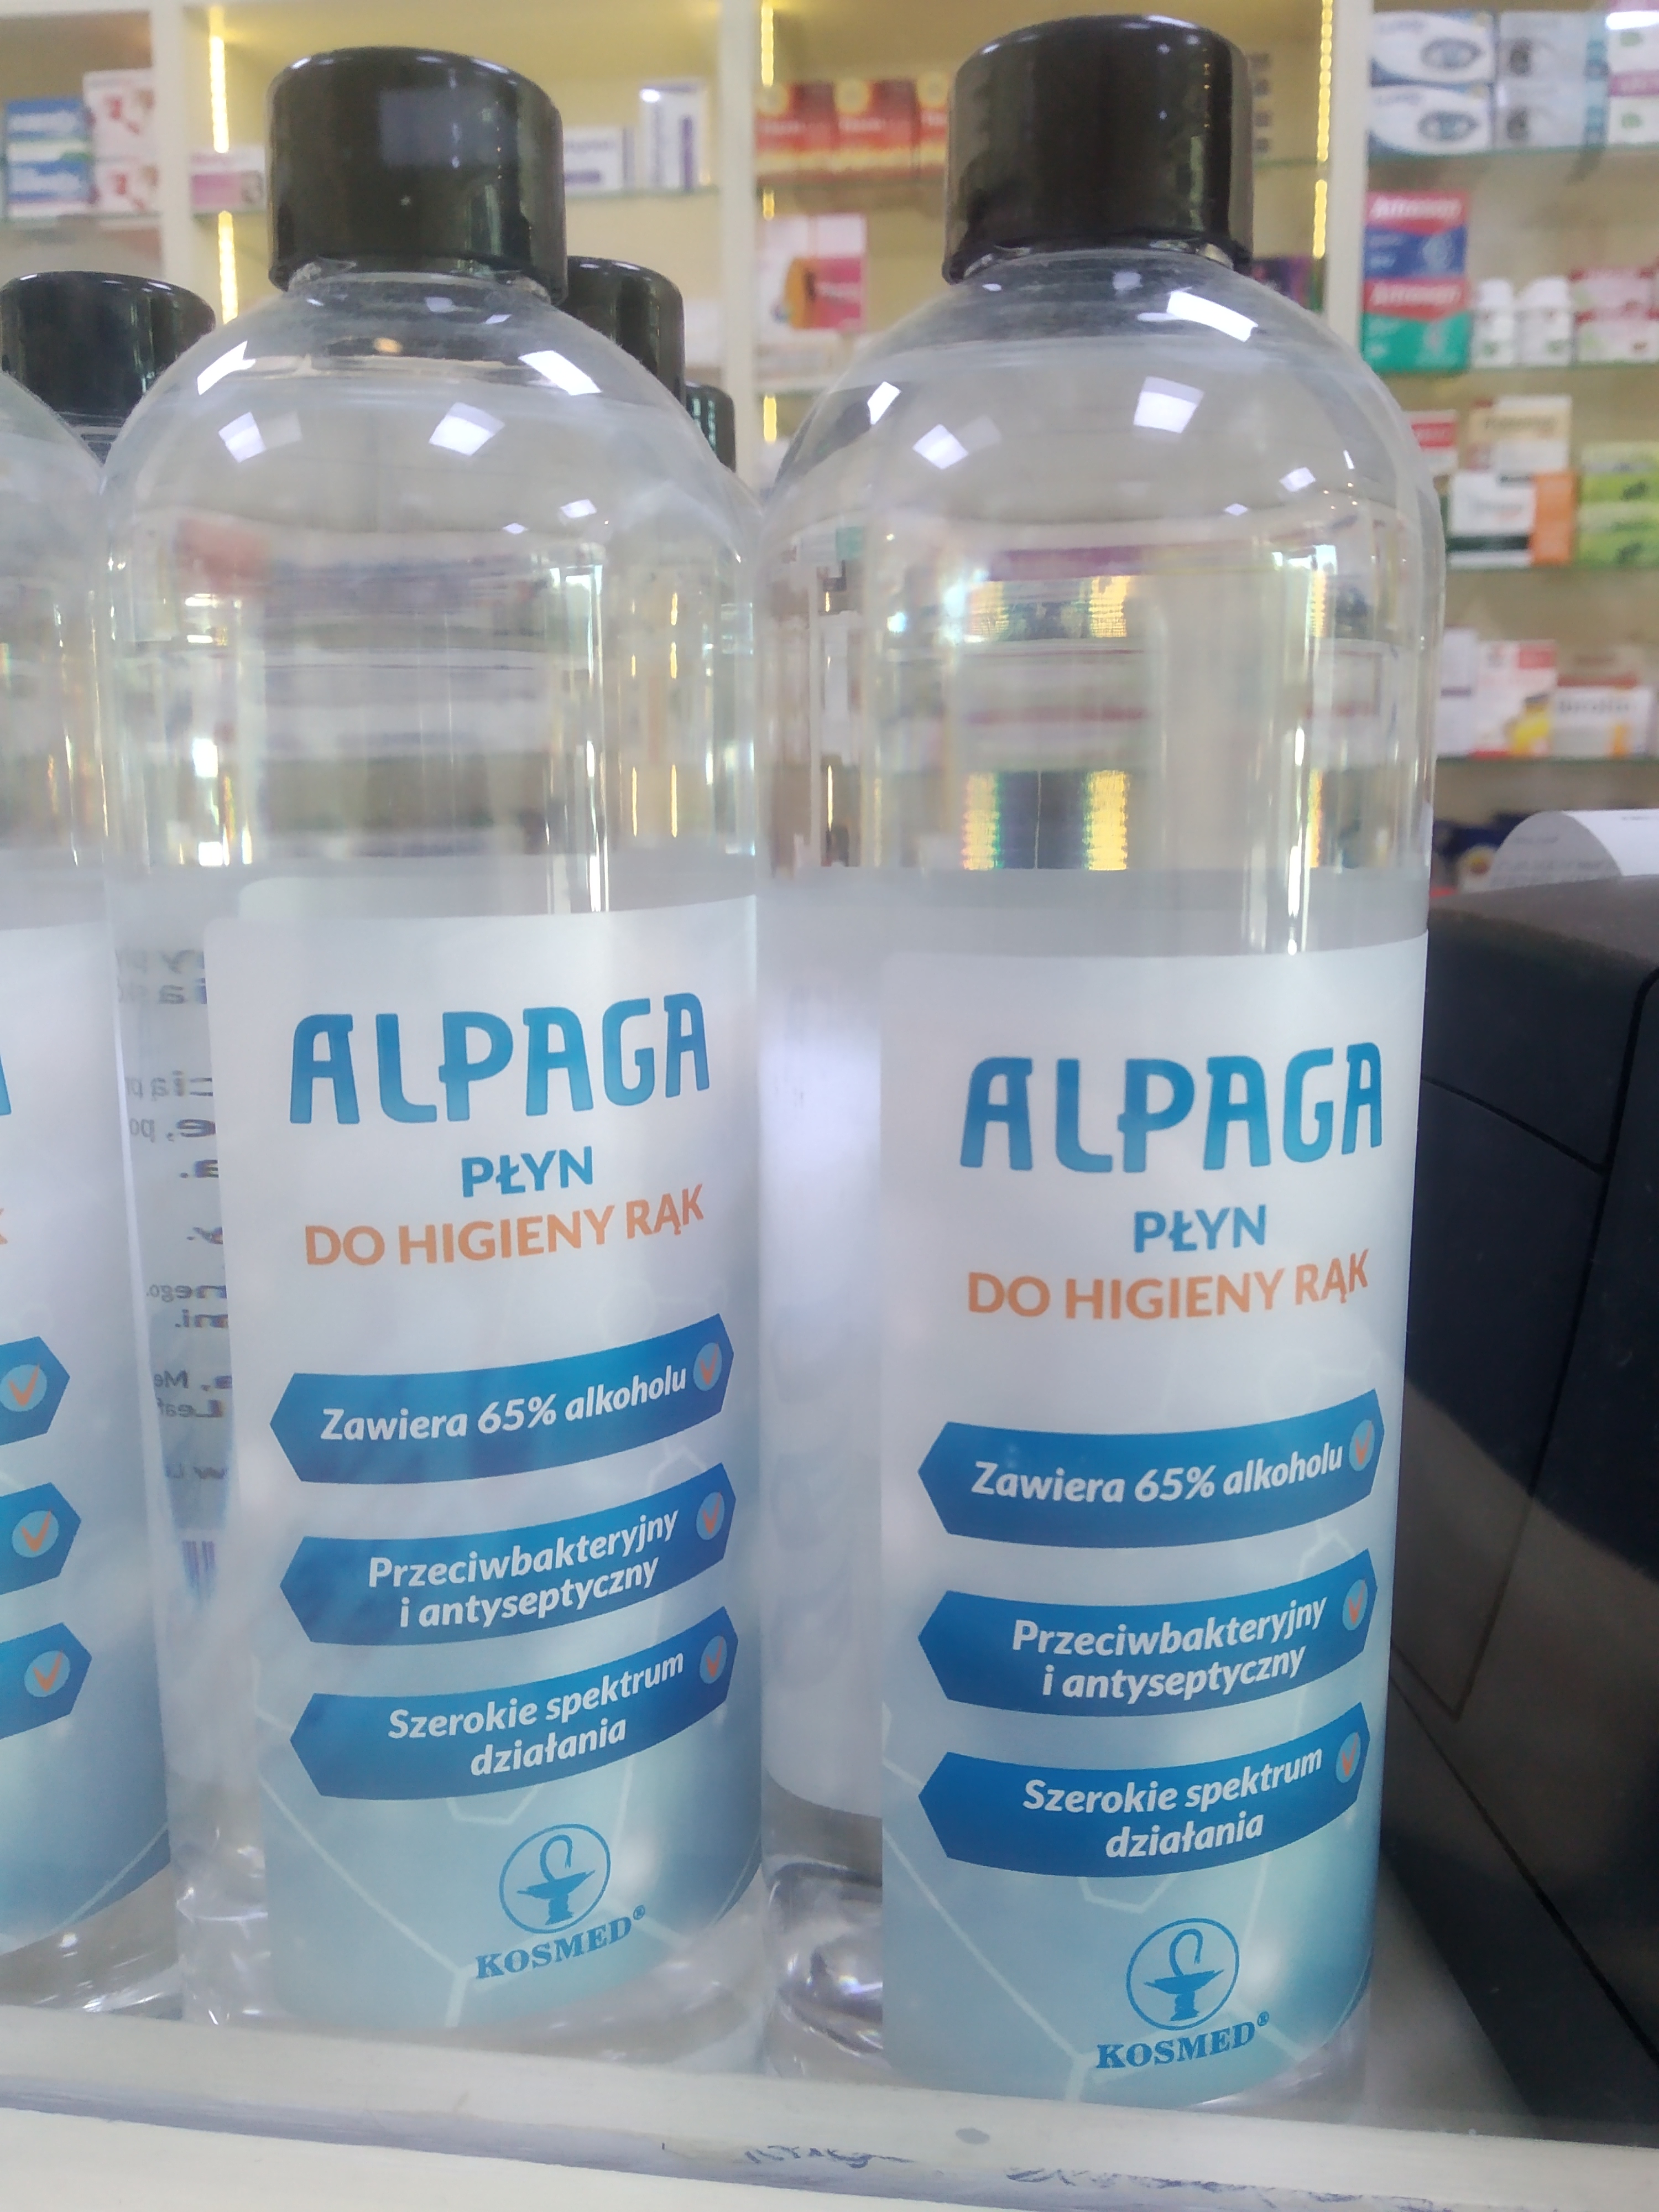 ALPAGA
PŁYN
DO HIGIENY RĄK
Zawiera 65% alkoholu
Przeciwbakteryjny
i antyseptyczny
Szerokie spektrum
działania
KOSMED®
ALPAGA
PŁYN
DO HIGIENY RĄK
Zawiera 65% alkoholu
Przeciwbakteryjny
i antyseptyczny
Szerokie spektrum
działania
KOSMED®